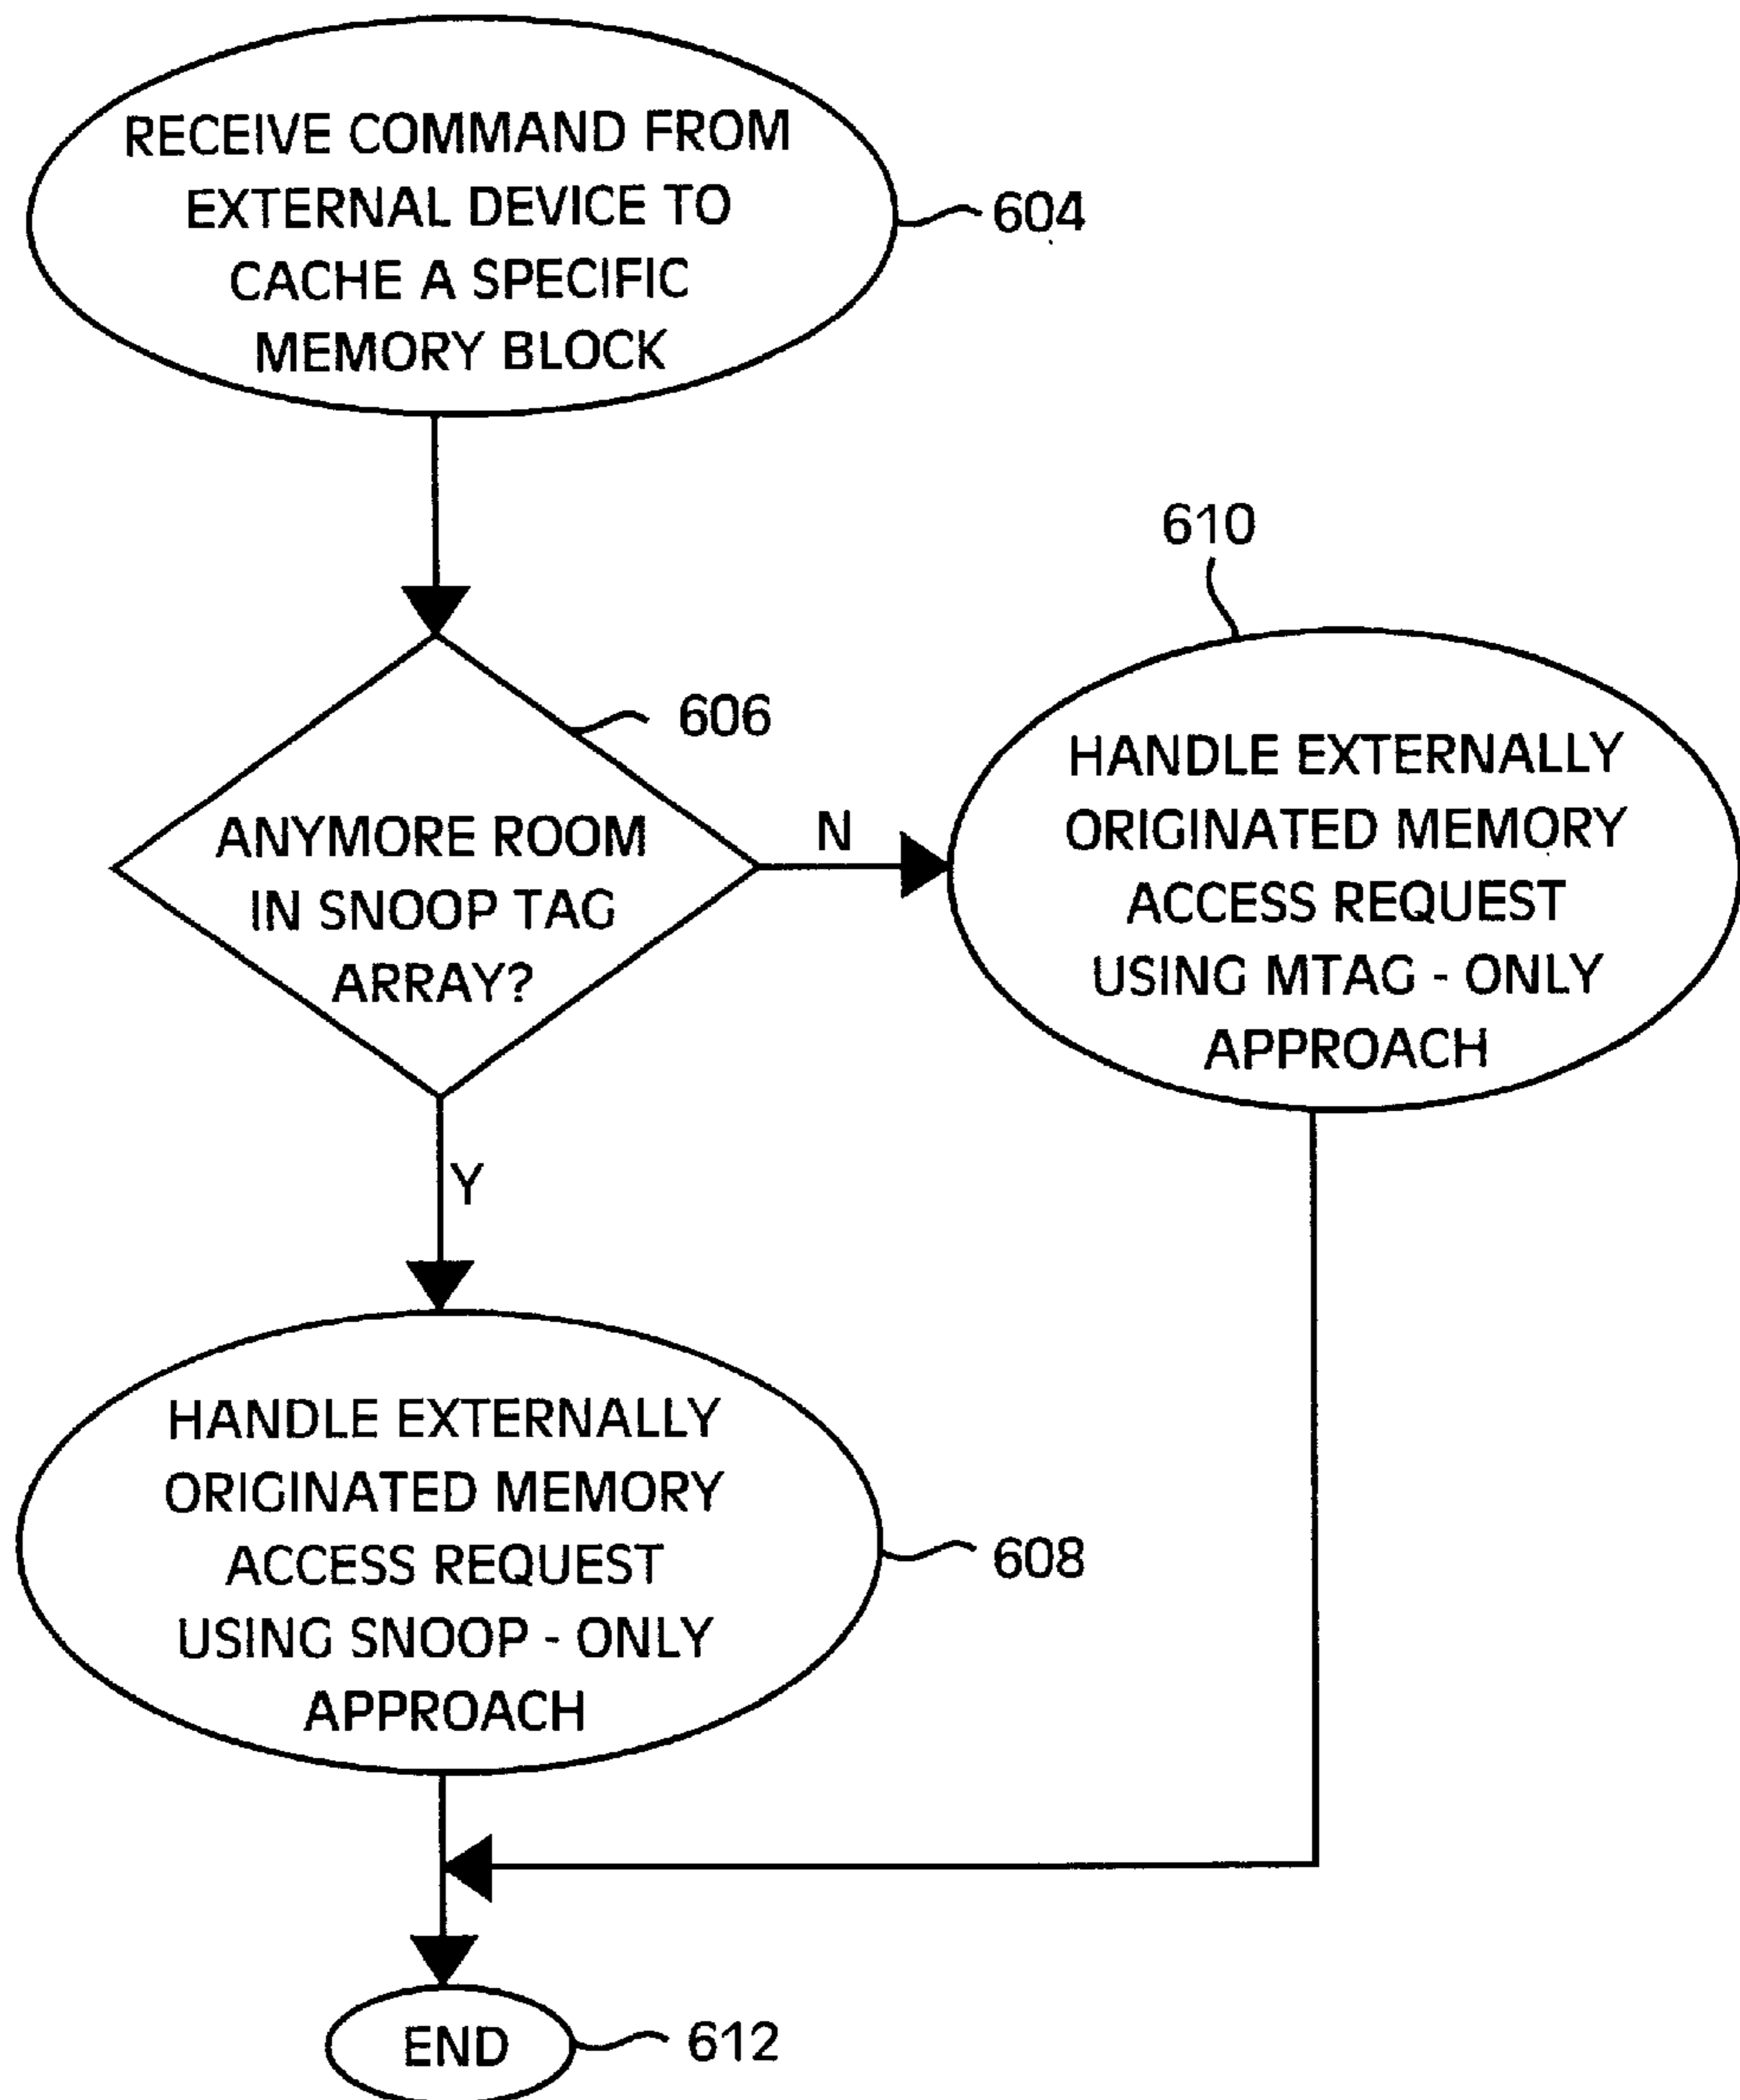 RECEIVE COMMAND FROM
EXTERNAL DEVICE TO
CACHE A SPECIFIC
MEMORY BLOCK
604
606
ANYMORE ROOM
IN SNOOP TAG
ARRAY?
N
610
HANDLE EXTERNALLY
ORIGINATED MEMORY
ACCESS REQUEST
USING MTAG - ONLY
APPROACH
Y
HANDLE EXTERNALLY
ORIGINATED MEMORY
ACCESS REQUEST
USING SNOOP - ONLY
APPROACH
608
END
612